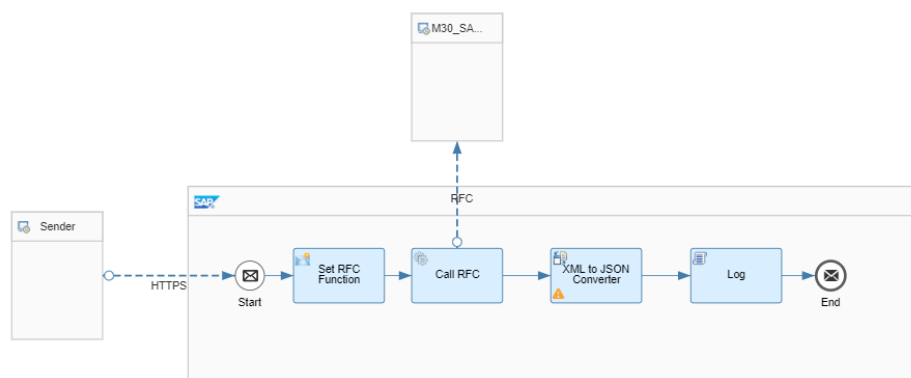 M30_SA...
SAP
RFC
Sender
HTTPS
Start
Set RFC
Function
Call RFC
XML to JSON
Converter
Log
End